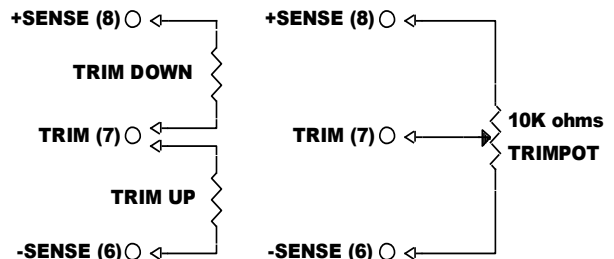 +SENSE (8)
TRIM DOWN
TRIM (7)
TRIM UP
-SENSE (6)
+SENSE (8)
10K ohms
TRIM (7)
TRIMPOT
-SENSE (6)